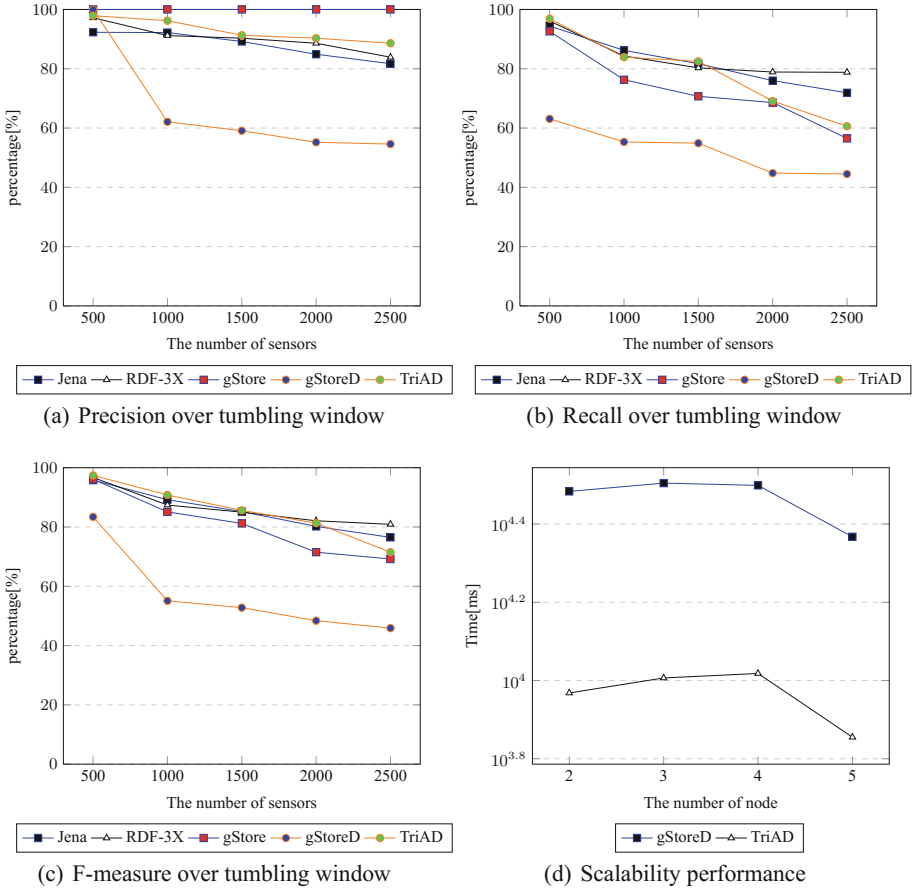 100
80
60
40
20
0
percentage[%]
500 1000 1500 2000 2500
The number of sensors
Jena RDF-3X gStore gStoreD TriAD
(a) Precision over tumbling window
100
80
60
40
20
0
percentage[%]
500 1000 1500 2000 2500
The number of sensors
Jena RDF-3X gStore gStoreD TriAD
(b) Recall over tumbling window
100
80
60
40
20
0
percentage[%]
500 1000 1500 2000 2500
The number of sensors
Jena RDF-3X gStore gStoreD TriAD
(c) F-measure over tumbling window
10^4.4
10^4.2
10^4
10^3.8
Time[ms]
2 3 4 5
The number of node
gStoreD TriAD
(d) Scalability performance